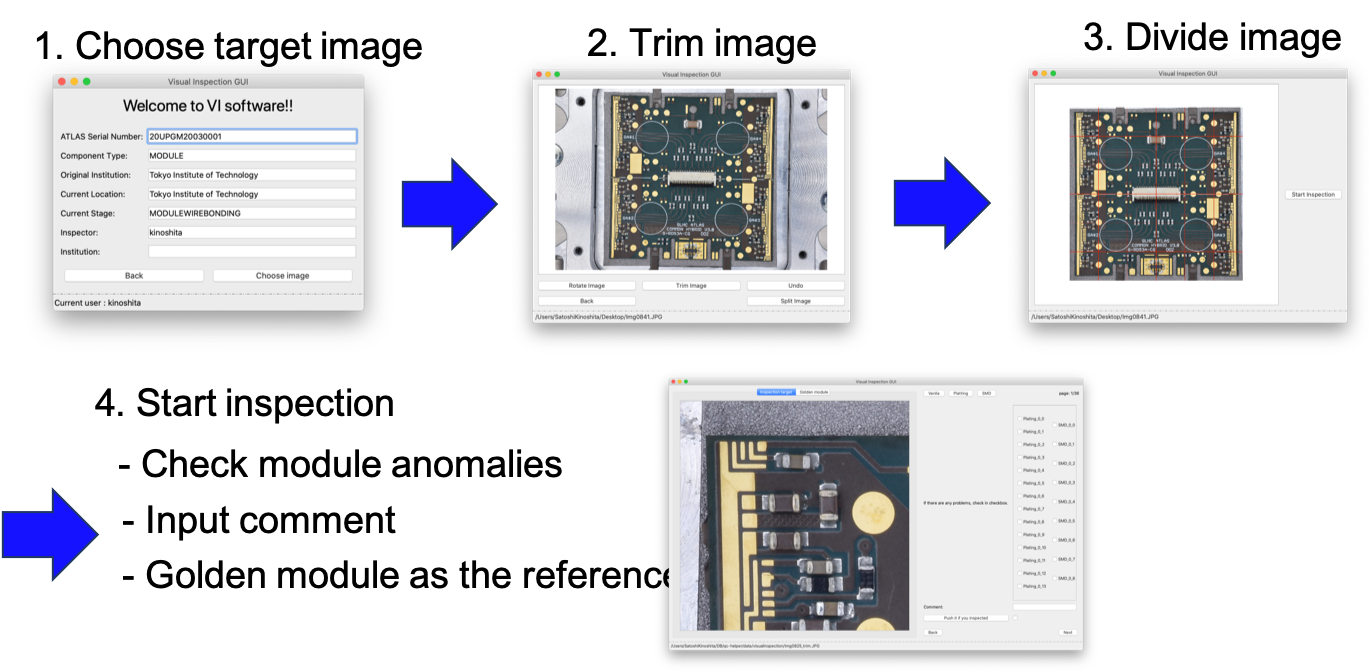 1. Choose target image
Visual Inspection GUI
Welcome to VI software!!
ATLAS Serial Number: 20UPGM20030001
Component Type: MODULE
Original Institution: Tokyo Institute of Technology
Current Location: Tokyo Institute of Technology
Current Stage: MODULEWIREBONDING
Inspector: kinoshita
Institution:
Back Choose image
Current user : kinoshita
2. Trim image
Visual Inspection GUI
Rotate Image Trim Image Undo
Back Split Image
/Users/SatoshiKinoshita/Desktop/Img0841.JPG
3. Divide image
Visual Inspection GUI
Start Inspection
/Users/SatoshiKinoshita/Desktop/Img0841.JPG
4. Start inspection
- Check module anomalies
- Input comment
- Golden module as the reference
Visual Inspection GUI
Inspection target Golden module
Vanilla Platting SMD page: 1/36
Plating_0_0
SMD_0_0
Plating_0_1
Plating_0_2 SMD_0_1
Plating_0_3
SMD_0_2
Plating_0_4
Plating_0_5 SMD_0_3
Plating_0_6
SMD_0_4
If there are any problems, check in checkbox.
Plating_0_7
Plating_0_8 SMD_0_5
Plating_0_9
SMD_0_6
Plating_0_10
Plating_0_11 SMD_0_7
Plating_0_12
SMD_0_8
Plating_0_13
Comment:
Push it if you inspected
Back Next